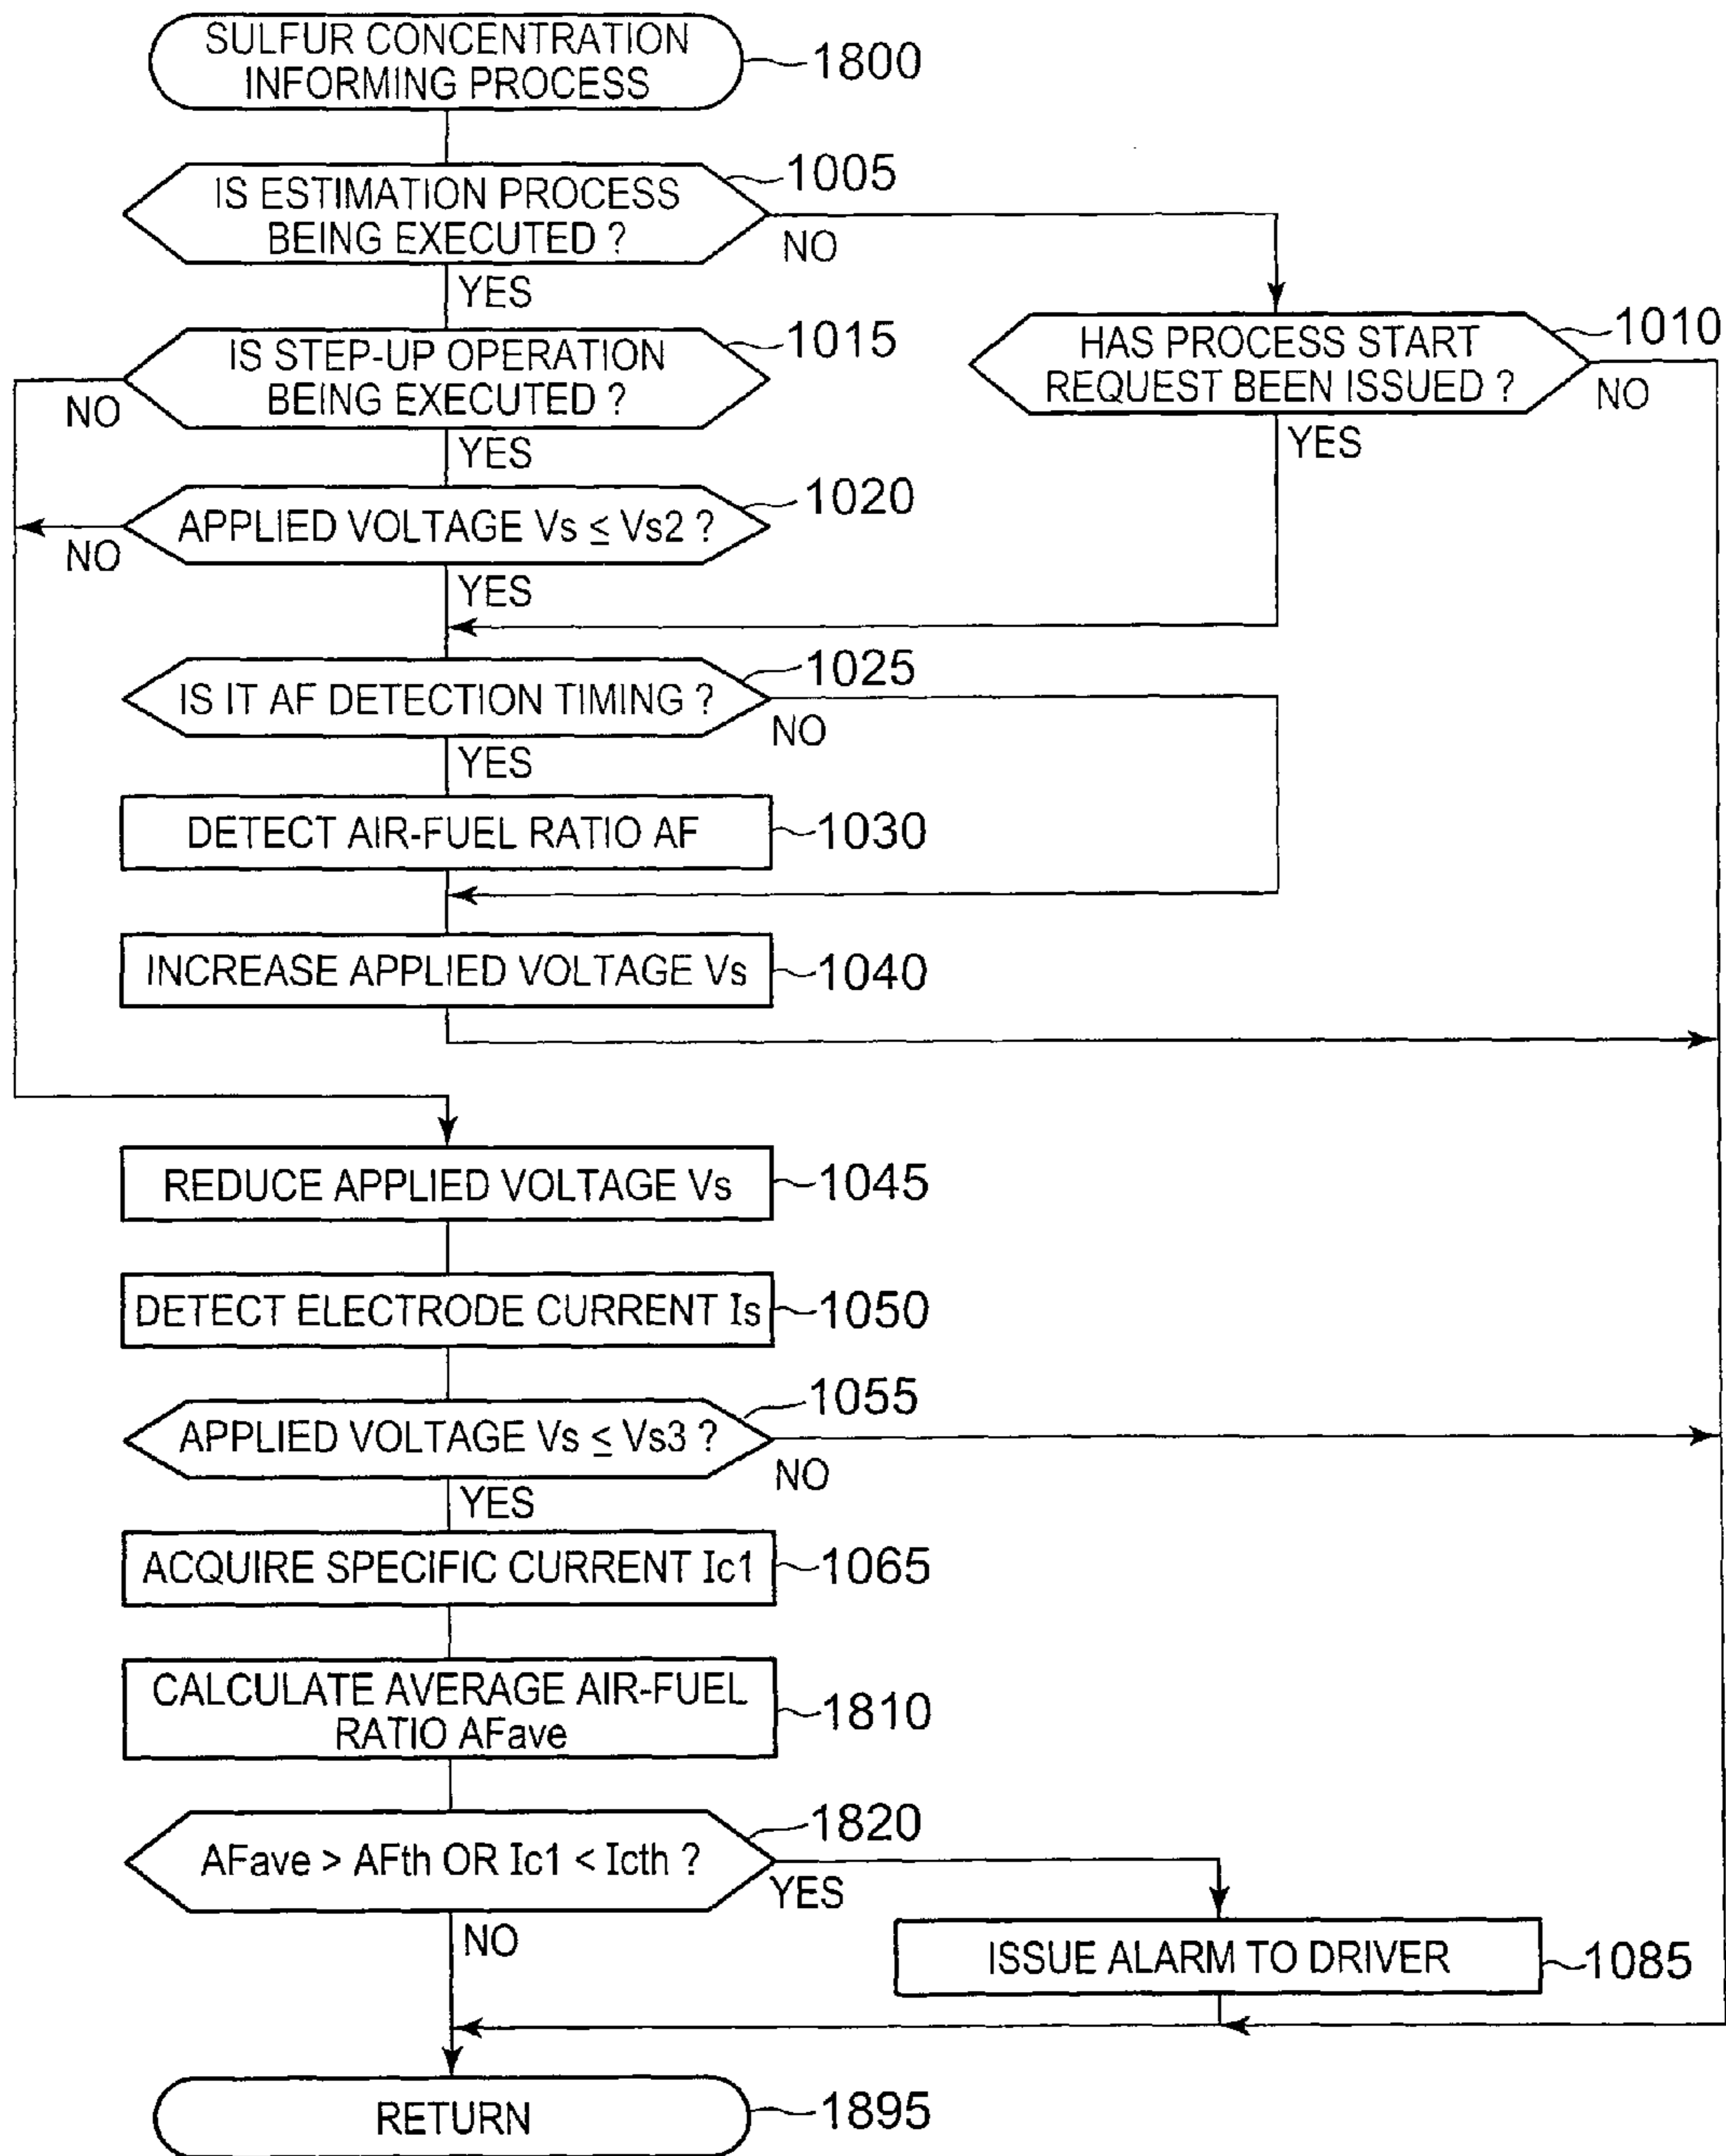 SULFUR CONCENTRATION
INFORMING PROCESS
1800
IS ESTIMATION PROCESS
BEING EXECUTED ?
1005
NO
YES
IS STEP-UP OPERATION
BEING EXECUTED ?
1015
NO
YES
HAS PROCESS START
REQUEST BEEN ISSUED ?
1010
NO
YES
APPLIED VOLTAGE Vs ≤ Vs2 ?
1020
NO
YES
IS IT AF DETECTION TIMING ?
1025
NO
YES
DETECT AIR-FUEL RATIO AF
1030
INCREASE APPLIED VOLTAGE Vs
1040
REDUCE APPLIED VOLTAGE Vs
1045
DETECT ELECTRODE CURRENT Is
1050
APPLIED VOLTAGE Vs ≤ Vs3 ?
1055
NO
YES
ACQUIRE SPECIFIC CURRENT Ic1
1065
CALCULATE AVERAGE AIR-FUEL
RATIO AFave
1810
AFave > AFth OR Ic1 < Icth ?
1820
YES
NO
ISSUE ALARM TO DRIVER
1085
RETURN
1895